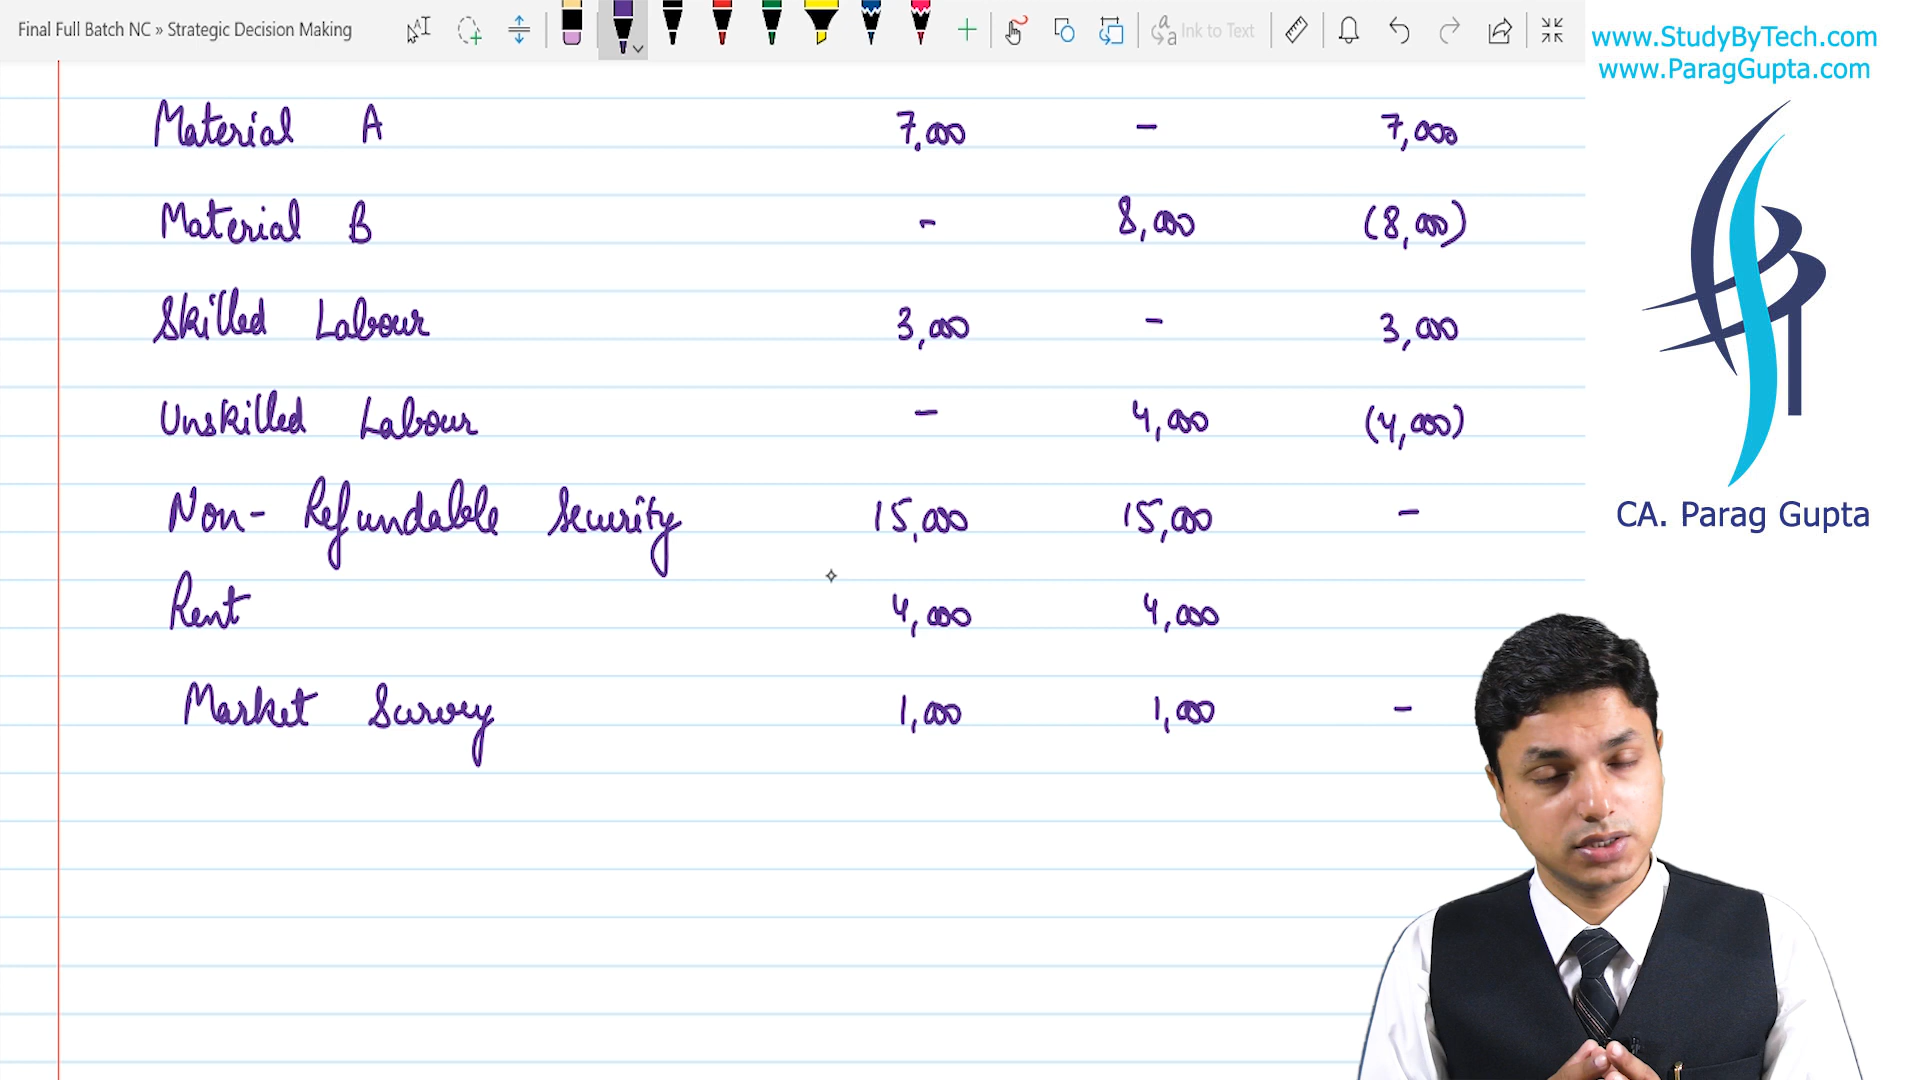 Final Full Batch NC » Strategic Decision Making
Ink to Text
www.StudyByTech.com
www.ParagGupta.com
Material A 7,000 - 7,000
Material B - 8,000 (8,000)
Skilled Labour 3,000 - 3,000
Unskilled Labour - 4,000 (4,000)
Non-Refundable Security 15,000 15,000 -
Rent 4,000 4,000
Market Survey 1,000 1,000 -
CA. Parag Gupta